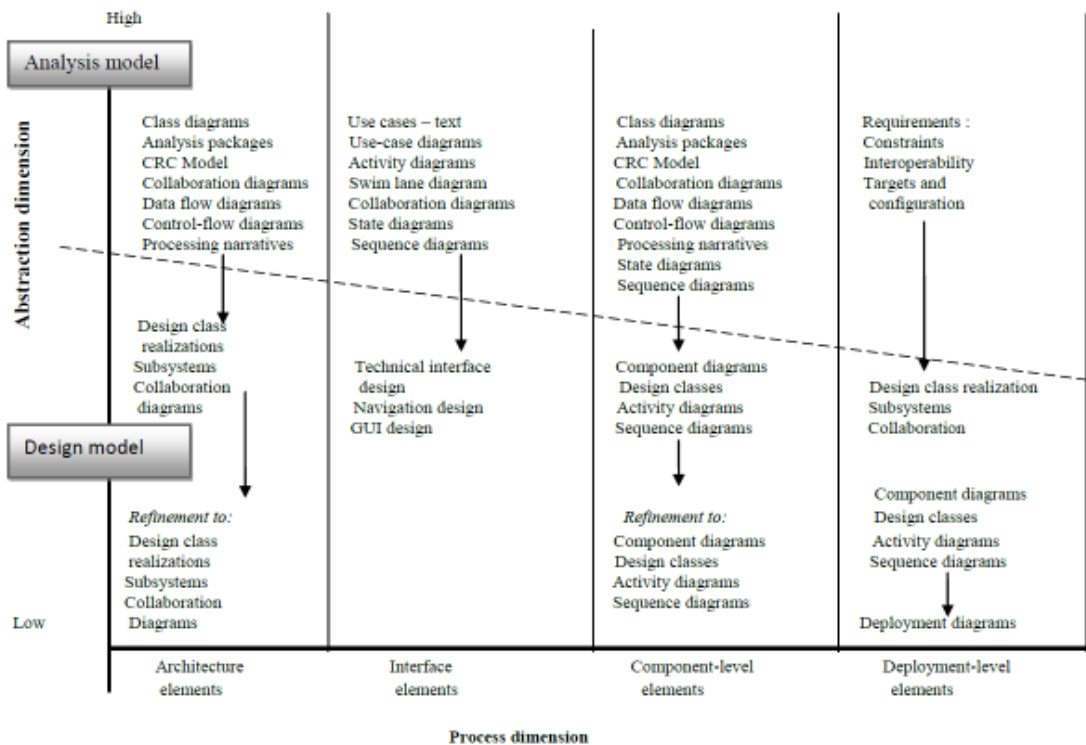 High
Analysis model
Abstraction dimension
Class diagrams
Analysis packages
CRC Model
Collaboration diagrams
Data flow diagrams
Control-flow diagrams
Processing narratives
Design class
realizations
Subsystems
Collaboration
diagrams
Design model
Refinement to:
Design class
realizations
Subsystems
Collaboration
Diagrams
Low
Architecture
elements
Use cases – text
Use-case diagrams
Activity diagrams
Swim lane diagram
Collaboration diagrams
State diagrams
Sequence diagrams
Technical interface
design
Navigation design
GUI design
Interface
elements
Class diagrams
Analysis packages
CRC Model
Collaboration diagrams
Data flow diagrams
Control-flow diagrams
Processing narratives
State diagrams
Sequence diagrams
Component diagrams
Design classes
Activity diagrams
Sequence diagrams
Refinement to:
Component diagrams
Design classes
Activity diagrams
Sequence diagrams
Component-level
elements
Requirements :
Constraints
Interoperability
Targets and
configuration
Design class realization
Subsystems
Collaboration
Component diagrams
Design classes
Activity diagrams
Sequence diagrams
Deployment diagrams
Deployment-level
elements
Process dimension